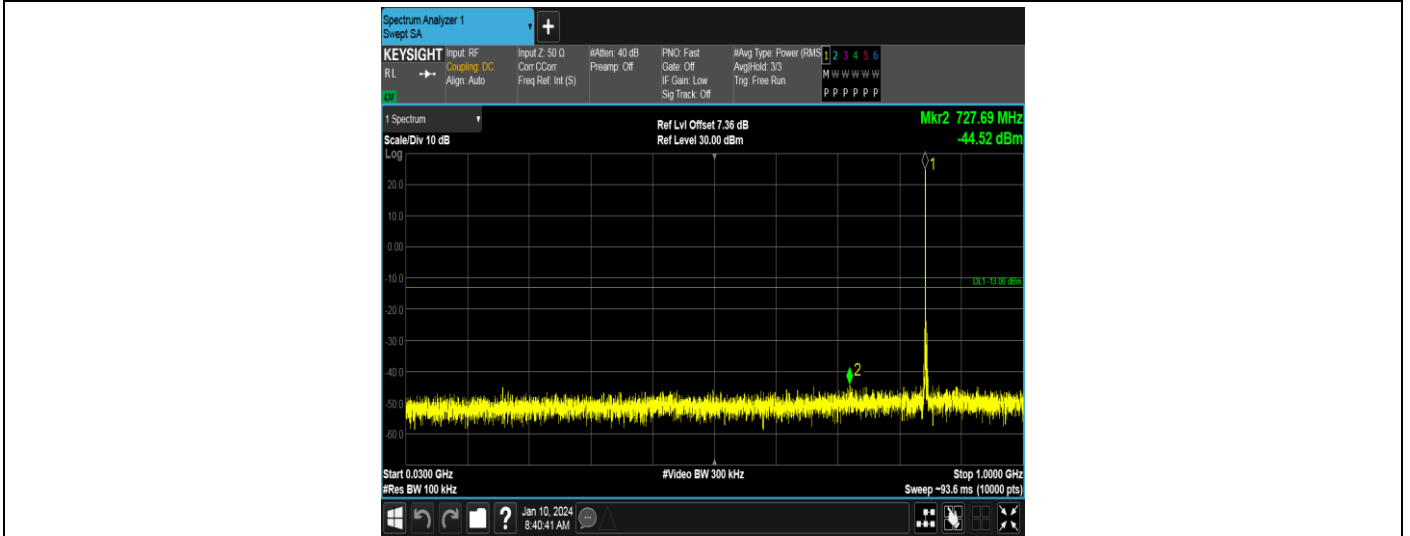 Spectrum Analyzer 1
Swept SA
+
KEYSIGHT
RL
Input: RF
Coupling: DC
Align: Auto
Input Z: 50 Ω
Corr CCorr
Freq Ref: Int (S)
#Atten: 40 dB
Preamp: Off
PNO: Fast
Gate: Off
IF Gain: Low
Sig Track: Off
#Avg Type: Power (RMS
Avg|Hold: 3/3
Trig: Free Run
1 2 3 4 5 6
M W W W W W
P P P P P P
1 Spectrum
Scale/Div 10 dB
Log
Ref Lvl Offset 7.36 dB
Ref Level 30.00 dBm
Mkr2 727.69 MHz
-44.52 dBm
1
20.0
10.0
0.00
-10.0
DL1 -13.00 dBm
-20.0
-30.0
-40.0
2
-50.0
-60.0
Start 0.0300 GHz
#Res BW 100 kHz
#Video BW 300 kHz
Stop 1.0000 GHz
Sweep ~93.6 ms (10000 pts)
?
Jan 10, 2024
8:40:41 AM